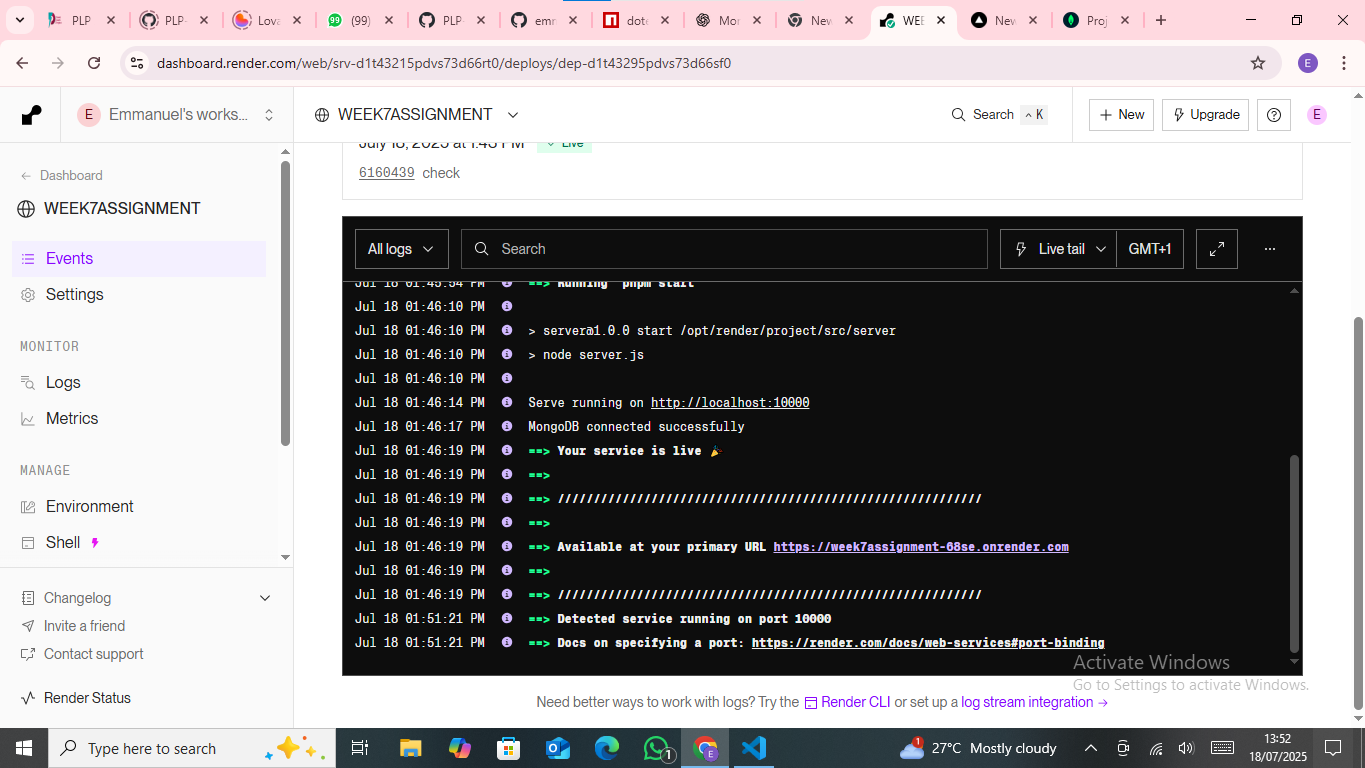 PLP
PLP-
Lova
(99)
PLP
emr
dote
Mor
New
WEE
New
Proj
dashboard.render.com/web/srv-d1t43215pdvs73d66rt0/deploys/dep-d1t43295pdvs73d66sf0
E
E
Emmanuel's works...
WEEK7ASSIGNMENT
Search
K
New
Upgrade
E
Dashboard
WEEK7ASSIGNMENT
Events
Settings
MONITOR
Logs
Metrics
MANAGE
Environment
Shell
Changelog
Invite a friend
Contact support
Render Status
July 18, 2025 at 1:43 PM Live
6160439 check
All logs
Search
Live tail
GMT+1
...
Jul 18 01:45:54 PM ==> Running 'pnpm start'
Jul 18 01:46:10 PM
Jul 18 01:46:10 PM > server@1.0.0 start /opt/render/project/src/server
Jul 18 01:46:10 PM > node server.js
Jul 18 01:46:10 PM
Jul 18 01:46:14 PM Serve running on http://localhost:10000
Jul 18 01:46:17 PM MongoDB connected successfully
Jul 18 01:46:19 PM ==> Your service is live 🎉
Jul 18 01:46:19 PM ==>
Jul 18 01:46:19 PM ==> ///////////////////////////////////////////////////////////
Jul 18 01:46:19 PM ==>
Jul 18 01:46:19 PM ==> Available at your primary URL https://week7assignment-68se.onrender.com
Jul 18 01:46:19 PM ==>
Jul 18 01:46:19 PM ==> ///////////////////////////////////////////////////////////
Jul 18 01:51:21 PM ==> Detected service running on port 10000
Jul 18 01:51:21 PM ==> Docs on specifying a port: https://render.com/docs/web-services#port-binding
Activate Windows
Go to Settings to activate Windows.
Need better ways to work with logs? Try the Render CLI or set up a log stream integration →
Type here to search
1
E
1
27°C Mostly cloudy
13:52
18/07/2025